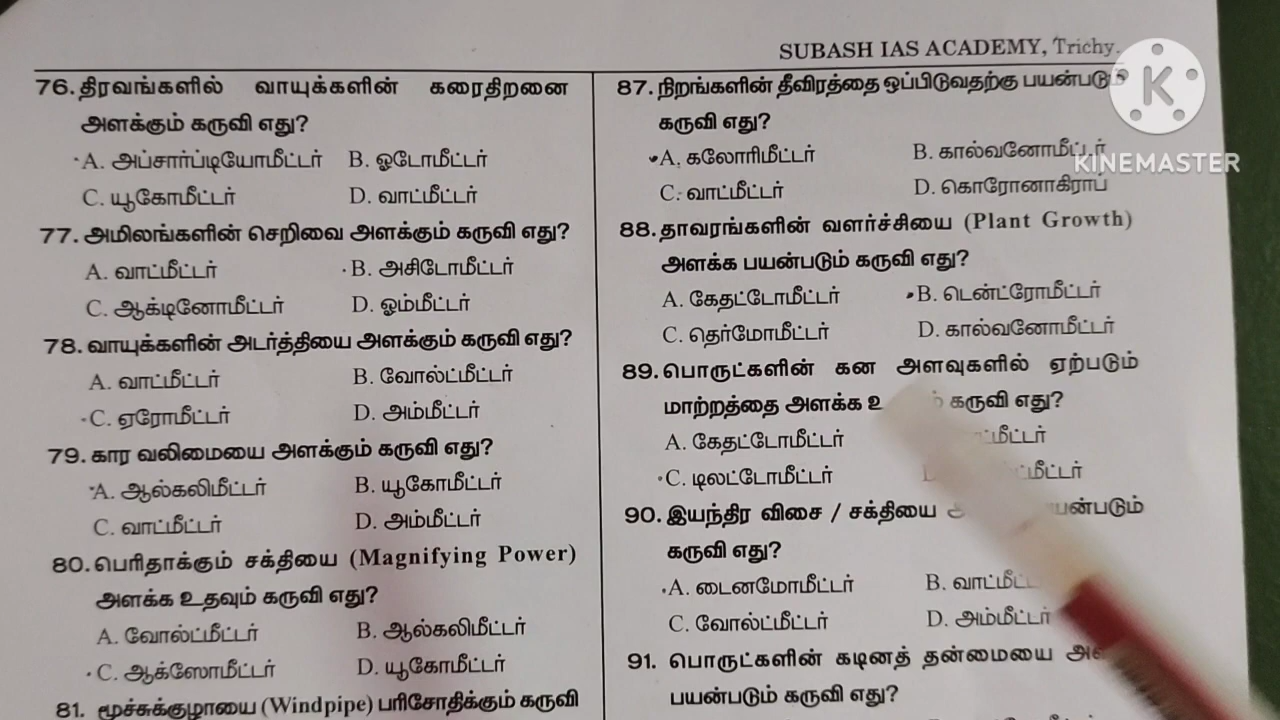 SUBASH IAS ACADEMY, Trichy.
76. திரவங்களில் வாயுக்களின் கரைதிறனை
அளக்கும் கருவி எது?
A. அப்சார்ப்டியோமீட்டர் B. ஓடோமீட்டர்
C. யூகோமீட்டர் D. வாட்மீட்டர்
77. அமிலங்களின் செறிவை அளக்கும் கருவி எது?
A. வாட்மீட்டர் B. அசிடோமீட்டர்
C. ஆக்டினோமீட்டர் D. ஓம்மீட்டர்
78. வாயுக்களின் அடர்த்தியை அளக்கும் கருவி எது?
A. வாட்மீட்டர் B. வோல்ட்மீட்டர்
C. ஏரோமீட்டர் D. அம்மீட்டர்
79. கார வலிமையை அளக்கும் கருவி எது?
A. ஆல்கலிமீட்டர் B. யூகோமீட்டர்
C. வாட்மீட்டர் D. அம்மீட்டர்
80. பெரிதாக்கும் சக்தியை (Magnifying Power)
அளக்க உதவும் கருவி எது?
A. வோல்ட்மீட்டர் B. ஆல்கலிமீட்டர்
C. ஆக்ஸோமீட்டர் D. யூகோமீட்டர்
81. மூச்சுக்குழாயை (Windpipe) பரிசோதிக்கும் கருவி
87. நிறங்களின் தீவிரத்தை ஒப்பிடுவதற்கு பயன்படும்
கருவி எது?
A. கலோரிமீட்டர் B. கால்வனோமீட்டர்
C. வாட்மீட்டர் D. கொரோனாகிராப்
88. தாவரங்களின் வளர்ச்சியை (Plant Growth)
அளக்க பயன்படும் கருவி எது?
A. கேதட்டோமீட்டர் B. டென்ட்ரோமீட்டர்
C. தெர்மோமீட்டர் D. கால்வனோமீட்டர்
89. பொருட்களின் கன அளவுகளில் ஏற்படும்
மாற்றத்தை அளக்க கருவி எது?
A. கேதட்டோமீட்டர்
C. டிலட்டோமீட்டர்
90. இயந்திர விசை / சக்தியை
கருவி எது?
A. டைனமோமீட்டர் B.
C. வோல்ட்மீட்டர் D. அம்மீட்டர்
91. பொருட்களின் கடினத் தன்மையை
பயன்படும் கருவி எது?
K
KINEMASTER